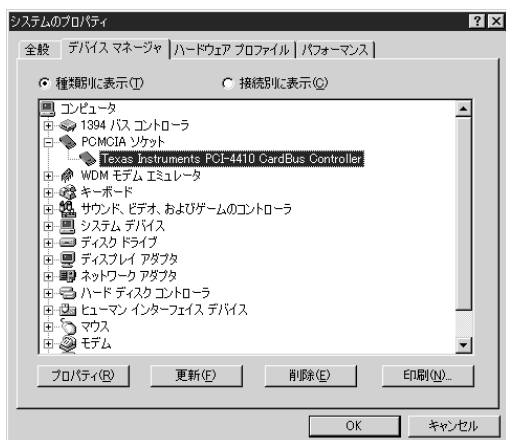 システムのプロパティ
全般 デバイス マネージャ ハードウェア プロファイル パフォーマンス
種類別に表示(T) 接続別に表示(C)
コンピュータ
1394 バス コントローラ
PCMCIA ソケット
Texas Instruments PCI-4410 CardBus Controller
WDM モデム エミュレータ
キーボード
サウンド、ビデオ、およびゲームのコントローラ
システム デバイス
ディスク ドライブ
ディスプレイ アダプタ
ネットワーク アダプタ
ハード ディスク コントローラ
ヒューマン インターフェイス デバイス
マウス
モデム
プロパティ(R) 更新(F) 削除(E) 印刷(N)...
OK キャンセル